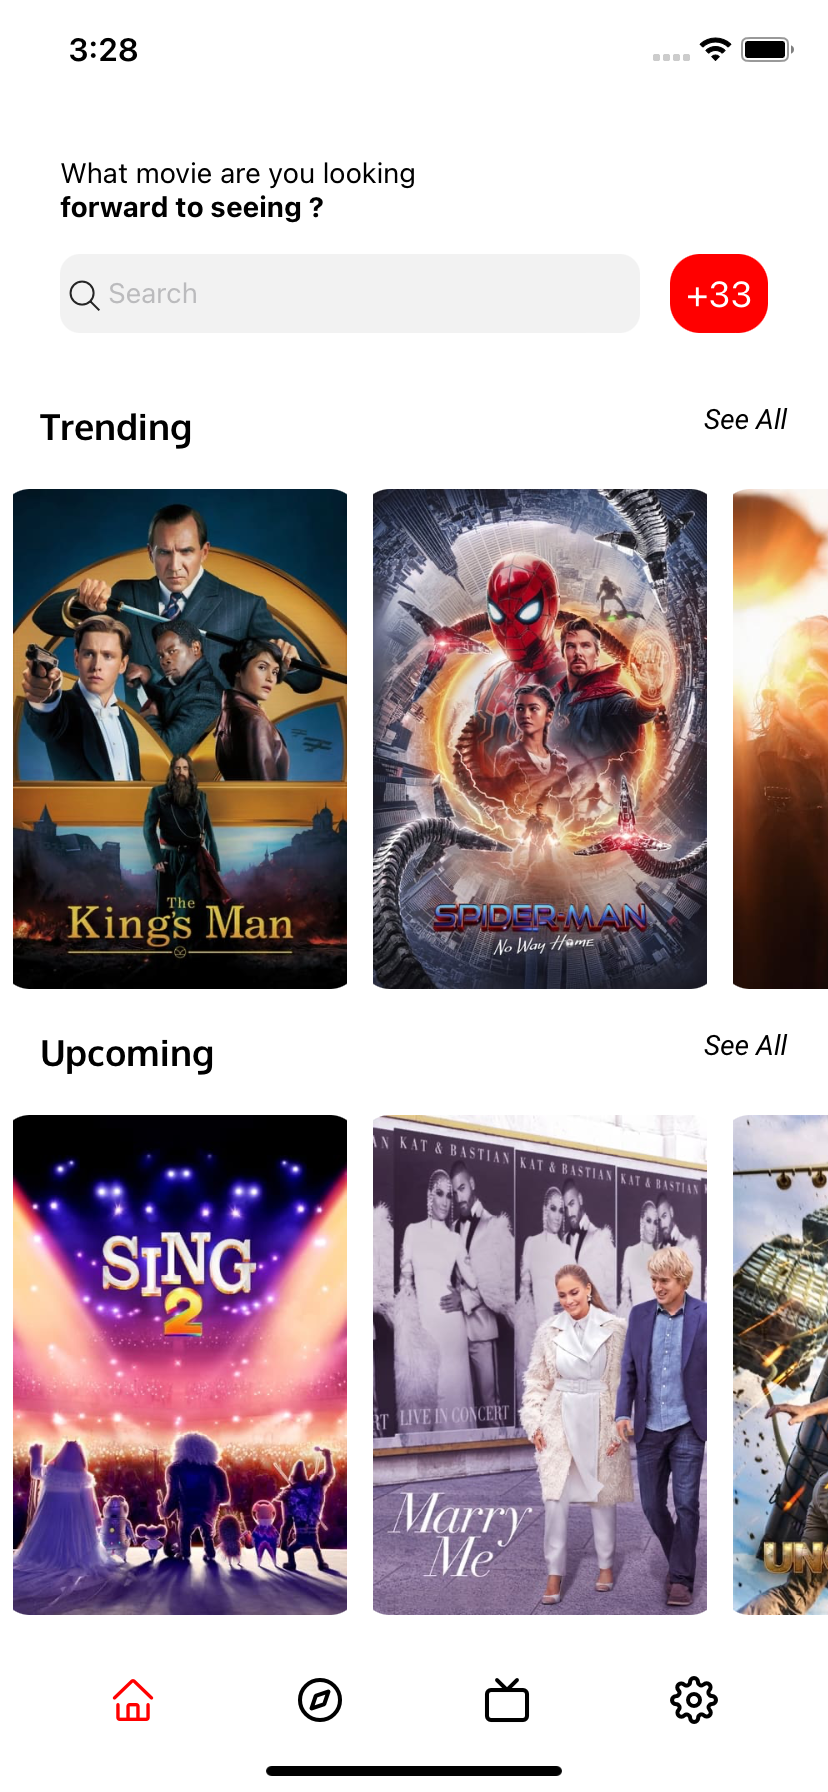 3:28
What movie are you looking
forward to seeing ?
Search
+33
Trending
See All
The
King's Man
SPIDER-MAN
No Way Home
Upcoming
See All
SING
2
KAT & BASTIAN
KAT & BASTIAN
KAT & BASTIAN
LIVE IN CONCERT
Marry
Me